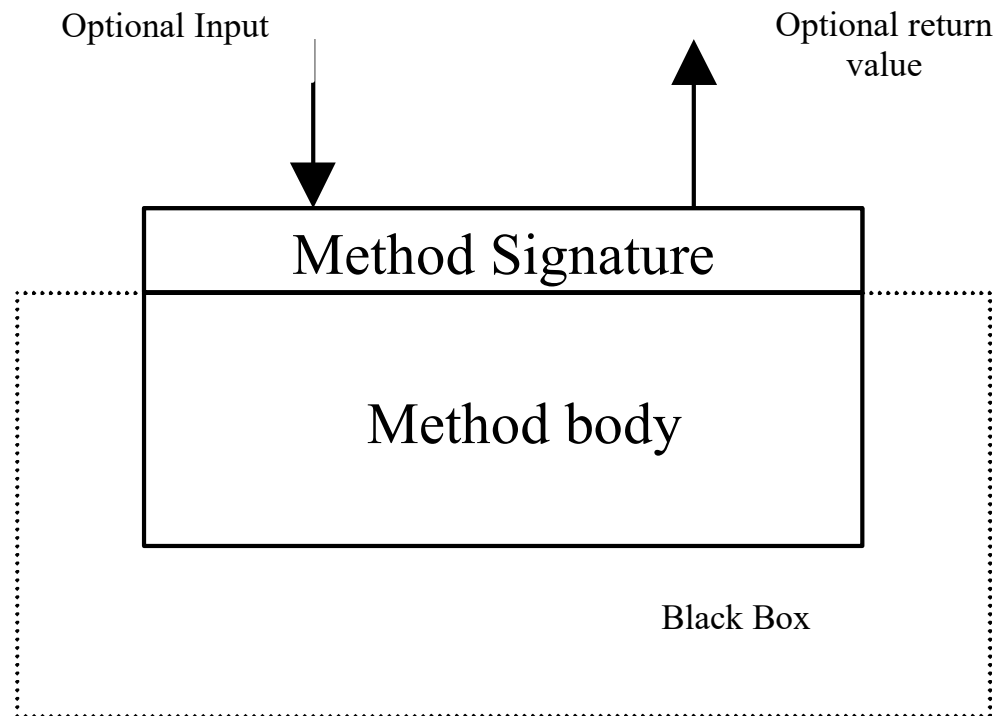 Optional Input
Optional return
value
Method Signature
Method body
Black Box